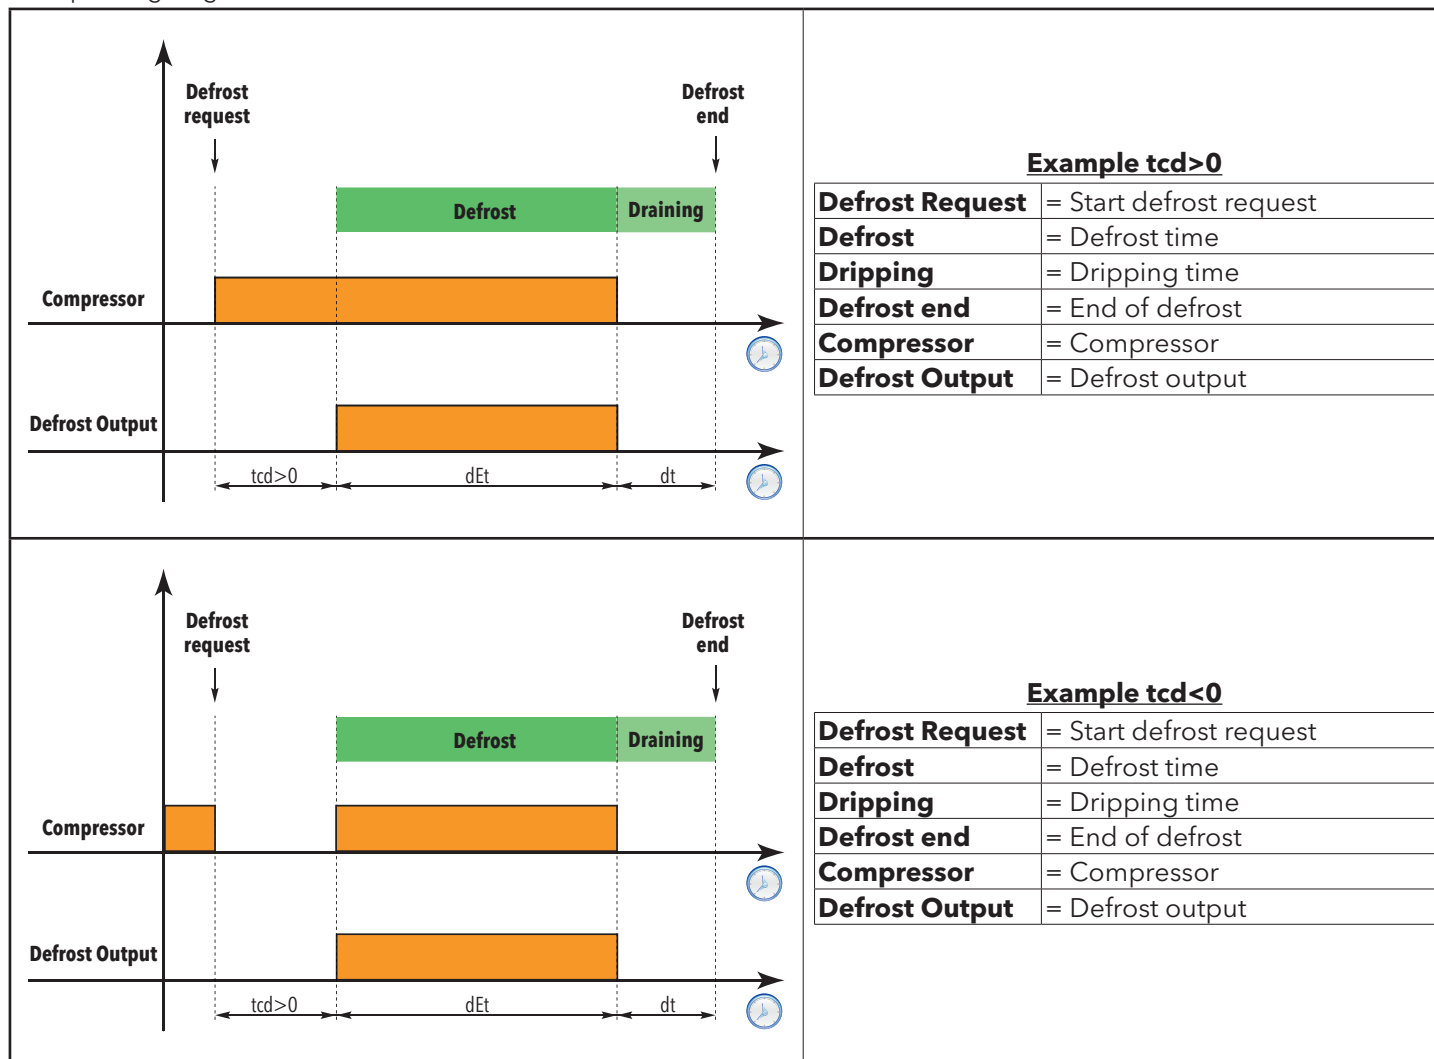 Defrost
request
Defrost
end
Defrost
Draining
Compressor
Defrost Output
tcd>0
dEt
dt
Example tcd>0
Defrost Request = Start defrost request
Defrost = Defrost time
Dripping = Dripping time
Defrost end = End of defrost
Compressor = Compressor
Defrost Output = Defrost output
Defrost
request
Defrost
end
Defrost
Draining
Compressor
Defrost Output
tcd>0
dEt
dt
Example tcd<0
Defrost Request = Start defrost request
Defrost = Defrost time
Dripping = Dripping time
Defrost end = End of defrost
Compressor = Compressor
Defrost Output = Defrost output